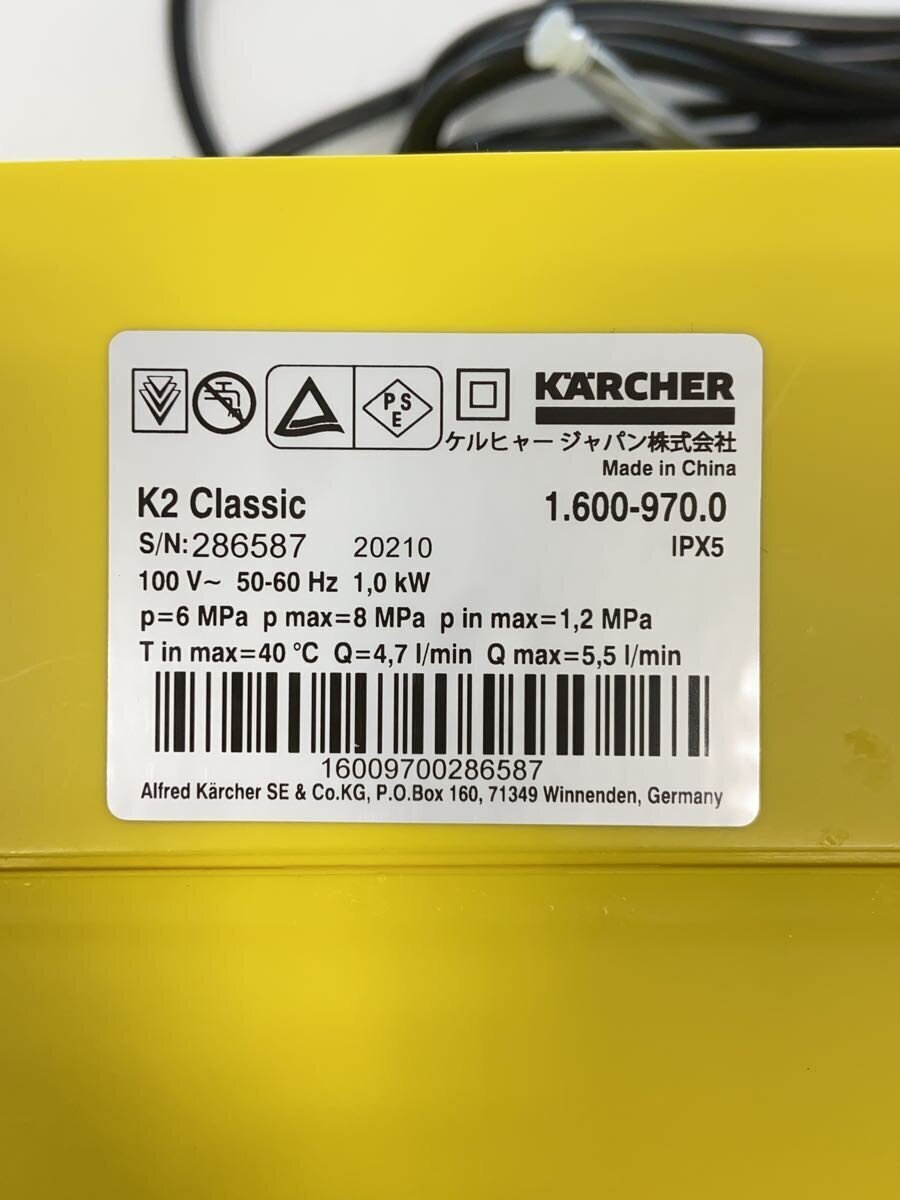 PS
E
KÄRCHER
ケルヒャー ジャパン株式会社
Made in China
K2 Classic 1.600-970.0
S/N: 286587 20210 IPX5
100 V~ 50-60 Hz 1,0 kW
p=6 MPa p max=8 MPa p in max=1,2 MPa
T in max=40 °C Q=4,7 l/min Q max=5,5 l/min
16009700286587
Alfred Kärcher SE & Co.KG, P.O.Box 160, 71349 Winnenden, Germany